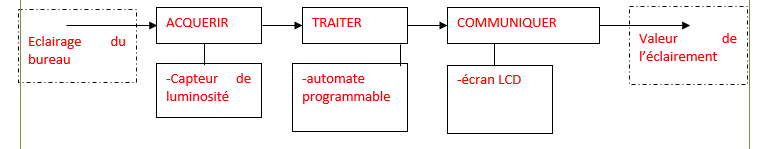 Eclairage du
bureau
ACQUERIR
TRAITER
COMMUNIQUER
Valeur de
l’éclairement
-Capteur de
luminosité
-automate
programmable
-écran LCD